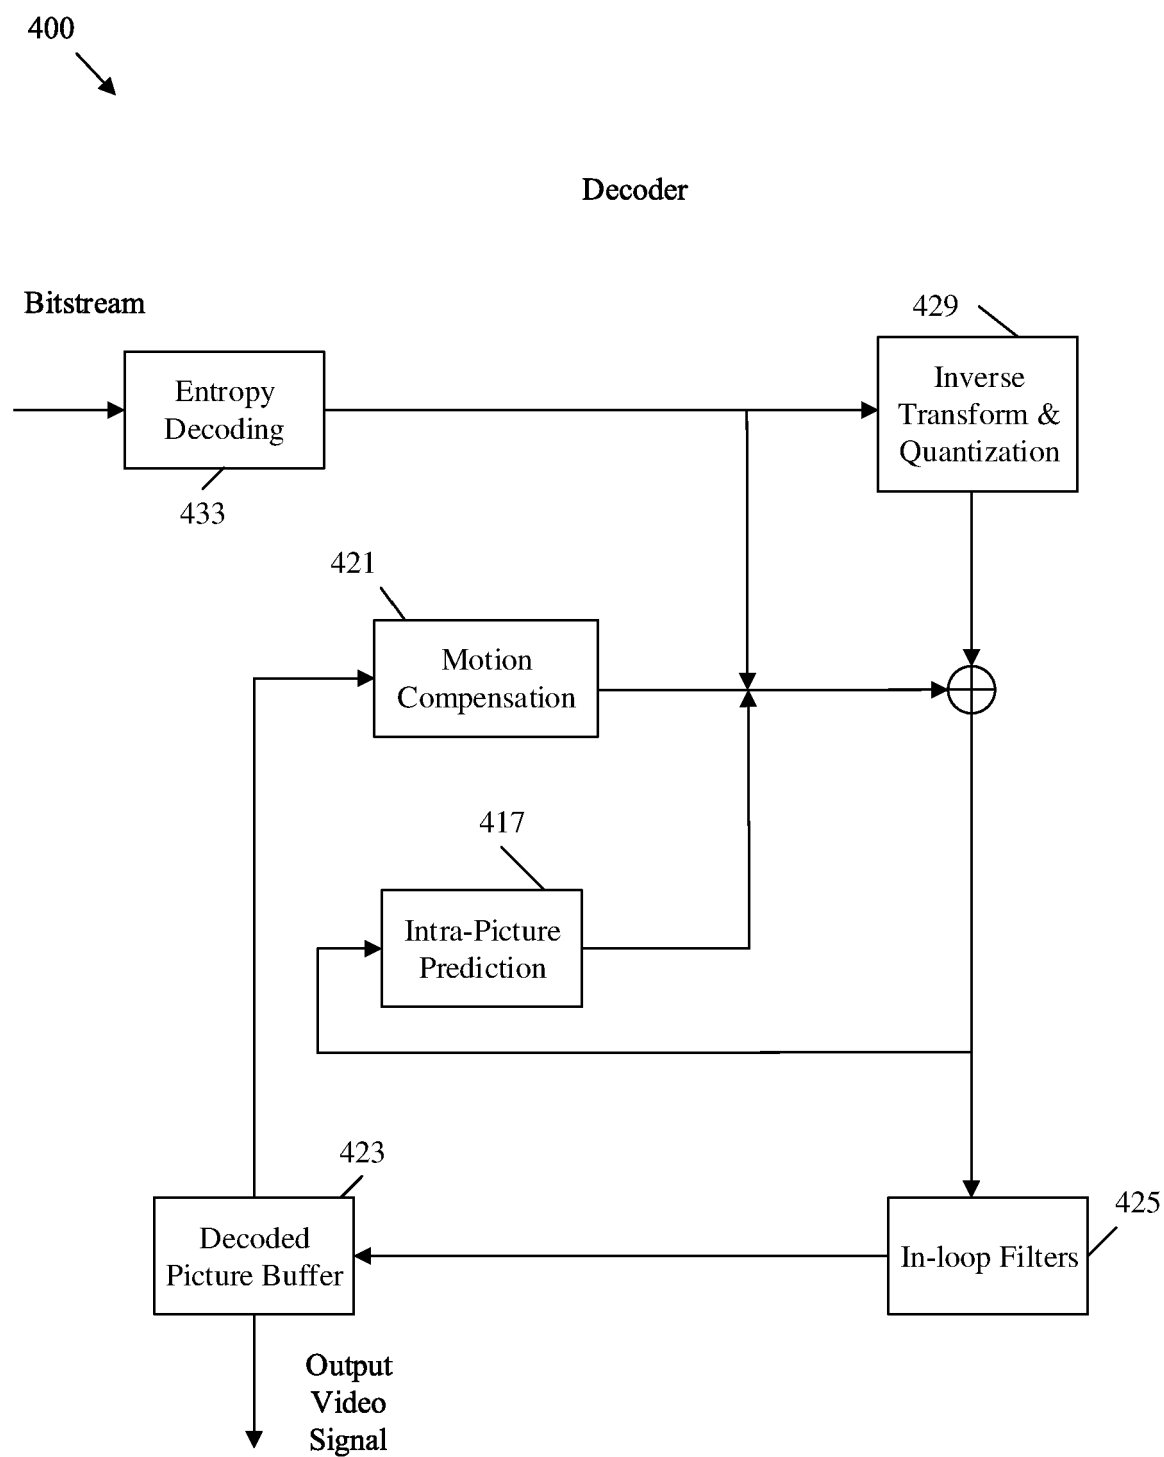 400
Decoder
Bitstream
429
Entropy
Decoding
433
Inverse
Transform &
Quantization
421
Motion
Compensation
417
Intra-Picture
Prediction
423
Decoded
Picture Buffer
425
In-loop Filters
Output
Video
Signal